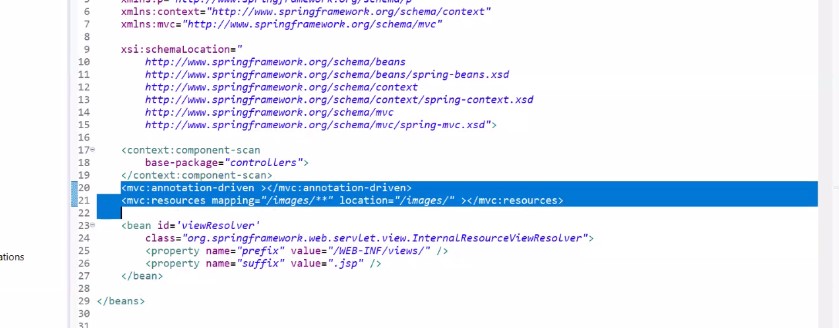 5 xmlns:p="http://www.springframework.org/schema/p"
6 xmlns:context="http://www.springframework.org/schema/context"
7 xmlns:mvc="http://www.springframework.org/schema/mvc"
8
9 xsi:schemaLocation="
10 http://www.springframework.org/schema/beans
11 http://www.springframework.org/schema/beans/spring-beans.xsd
12 http://www.springframework.org/schema/context
13 http://www.springframework.org/schema/context/spring-context.xsd
14 http://www.springframework.org/schema/mvc
15 http://www.springframework.org/schema/mvc/spring-mvc.xsd">
16
17 <context:component-scan
18 base-package="controllers">
19 </context:component-scan>
20 <mvc:annotation-driven ></mvc:annotation-driven>
21 <mvc:resources mapping="/images/**" location="/images/" ></mvc:resources>
22
23 <bean id='viewResolver'
24 class="org.springframework.web.servlet.view.InternalResourceViewResolver">
25 <property name="prefix" value="/WEB-INF/views/" />
ations
26 <property name="suffix" value=".jsp" />
27 </bean>
28
29 </beans>
30
31